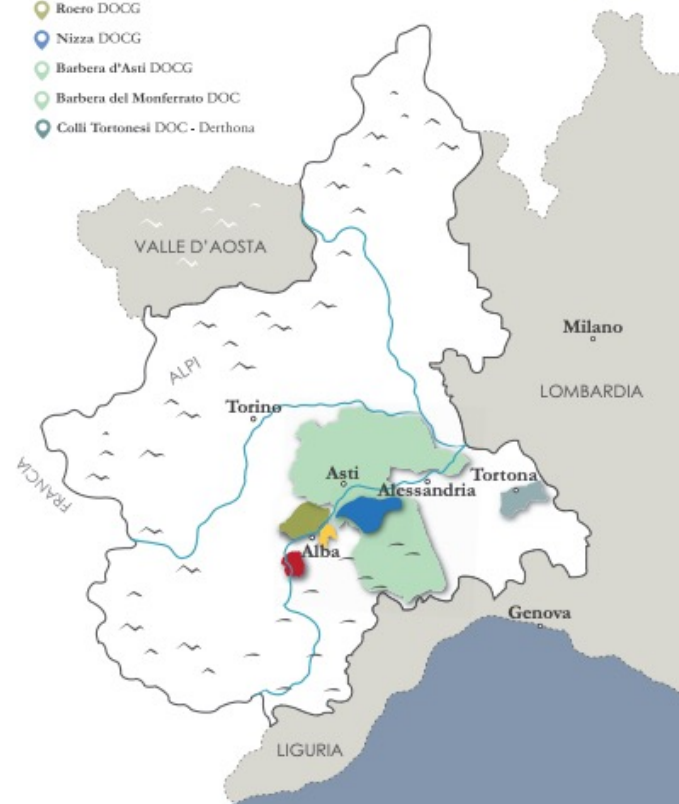 Roero DOCG
Nizza DOCG
Barbera d'Asti DOCG
Barbera del Monferrato DOC
Colli Tortonesi DOC - Derthona
VALLE D'AOSTA
Milano
ALPI
LOMBARDIA
Torino
FRANCIA
Asti
Tortona
Alessandria
Alba
Genova
LIGURIA